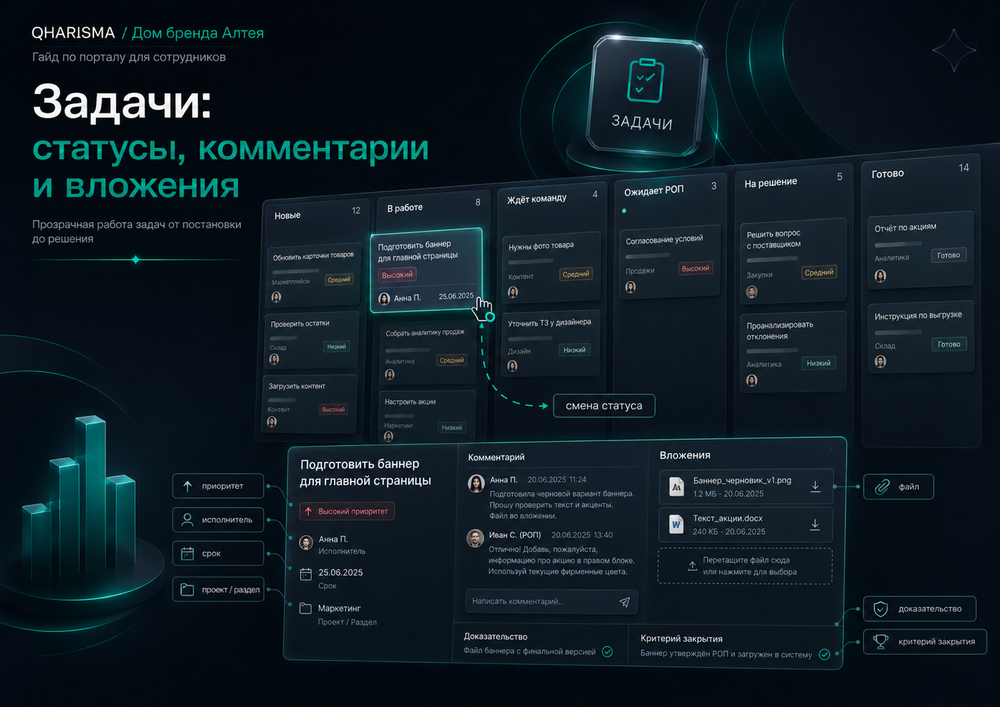 QHARISMA / Дом бренда Алтея
Гайд по порталу для сотрудников
Задачи:
статусы, комментарии
и вложения
Прозрачная работа задач от постановки
до решения
ЗАДАЧИ
Новые 12
Обновить карточки товаров
Маркетплейсы Средний
Проверить остатки
Склад Низкий
Загрузить контент
Контент Высокий
В работе 8
Подготовить баннер
для главной страницы
Высокий
Анна П. 25.06.2025
Собрать аналитику продаж
Аналитика Средний
Настроить акции
Маркетинг Низкий
Ждёт команду 4
Нужны фото товара
Контент Средний
Уточнить ТЗ у дизайнера
Дизайн Низкий
Ожидает РОП 3
Согласование условий
Продажи Высокий
На решение 5
Решить вопрос
с поставщиком
Закупки Средний
Проанализировать
отклонения
Аналитика Низкий
Готово 14
Отчёт по акциям
Аналитика Готово
Инструкция по выгрузке
Склад Готово
смена статуса
приоритет
исполнитель
срок
проект / раздел
Подготовить баннер
для главной страницы
Высокий приоритет
Анна П.
Исполнитель
25.06.2025
Срок
Маркетинг
Проект / Раздел
Комментарий
Анна П. 20.06.2025 11:24
Подготовила черновой вариант баннера.
Прошу проверить текст и акценты.
Файл во вложении.
Иван С. (РОП) 20.06.2025 13:40
Отлично! Добавь, пожалуйста,
информацию про акцию в правом блоке.
Используй текущие фирменные цвета.
Написать комментарий...
Вложения
Баннер_черновик_v1.png
1.2 МБ · 20.06.2025
W
Текст_акции.docx
240 КБ · 20.06.2025
Перетащите файл сюда
или нажмите для выбора
Доказательство
Файл баннера с финальной версией
Критерий закрытия
Баннер утверждён РОП и загружен в систему
файл
доказательство
критерий закрытия